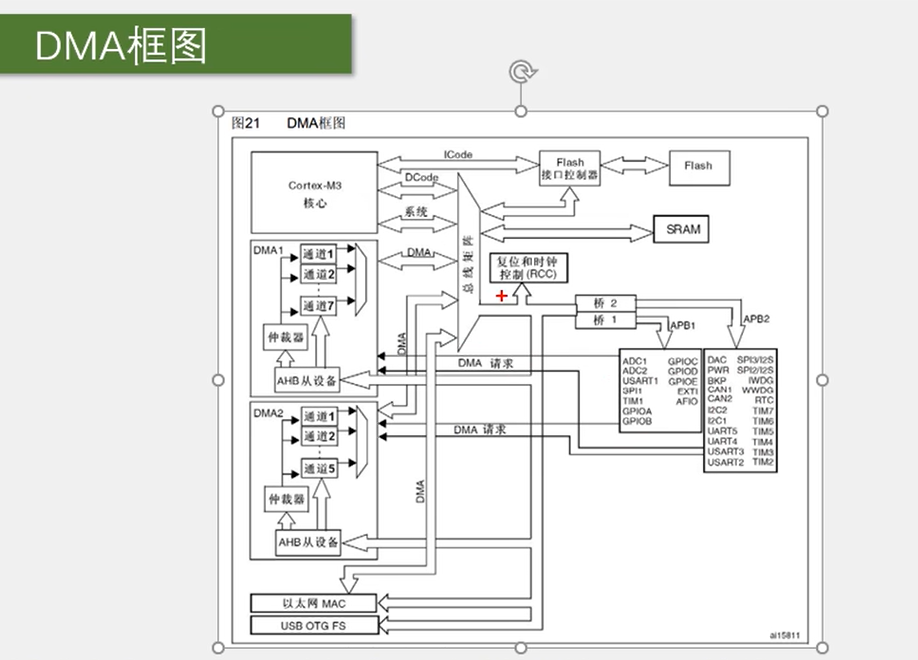 DMA框图
图21 DMA框图
ICode
Flash
接口控制器
Flash
Cortex-M3
核心
DCode
系统
总线矩阵
SRAM
DMA1
通道1
通道2
通道7
仲裁器
AHB从设备
DMA
复位和时钟
控制(RCC)
桥 2
桥 1
APB1
APB2
DMA
DMA 请求
ADC1 GPIOC
ADC2 GPIOD
USART1 GPIOE
SPI1 EXTI
TIM1 AFIO
GPIOA
GPIOB
DAC SPI3/I2S
PWR SPI2/I2S
BKP IWDG
CAN1 WWDG
CAN2 RTC
I2C2 TIM7
I2C1 TIM6
UART5 TIM5
UART4 TIM4
USART3 TIM3
USART2 TIM2
DMA2
通道1
通道2
通道5
仲裁器
AHB从设备
DMA 请求
DMA
以太网 MAC
USB OTG FS
ai15811